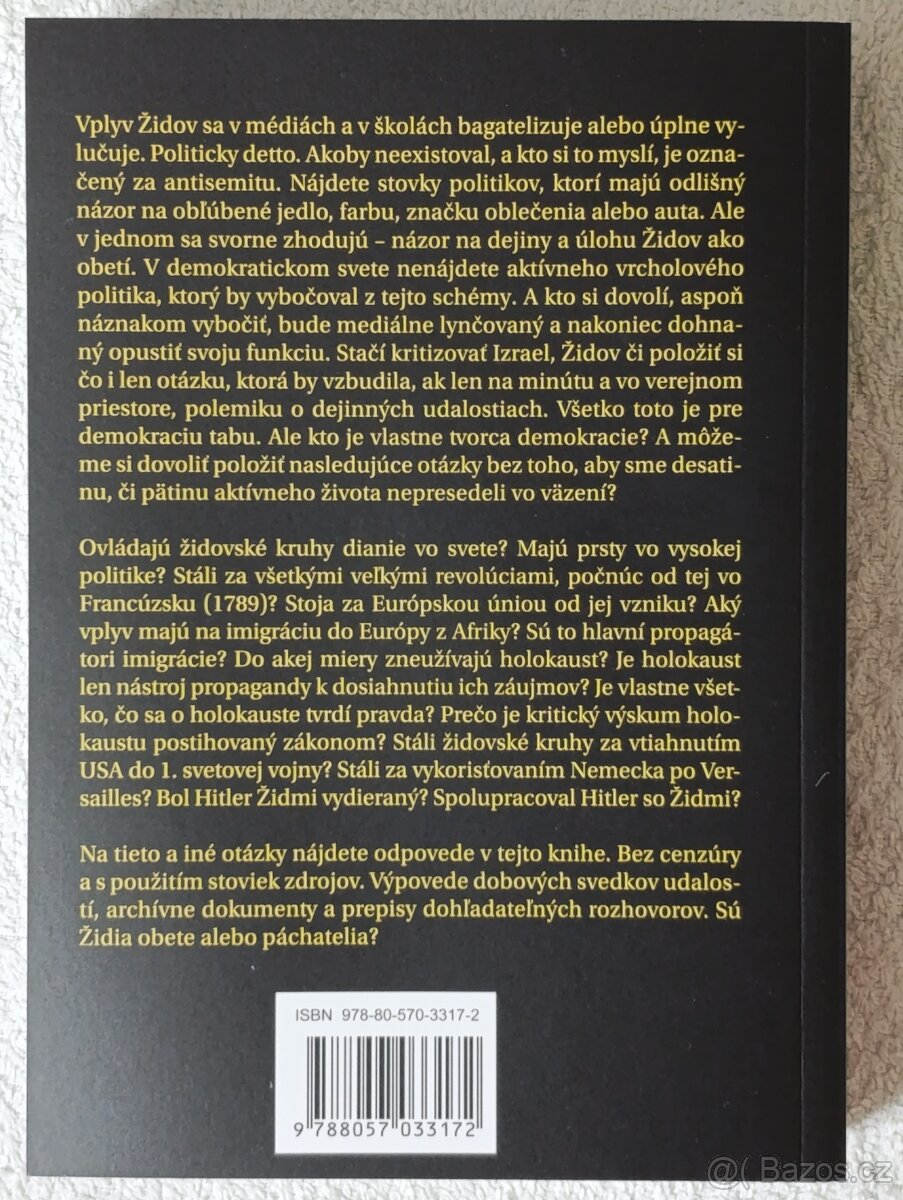 Vplyv Židov sa v médiách a v školách bagatelizuje alebo úplne vy-
lučuje. Politicky detto. Akoby neexistoval, a kto si to myslí, je ozna-
čený za antisemitu. Nájdete stovky politikov, ktorí majú odlišný
názor na obľúbené jedlo, farbu, značku oblečenia alebo auta. Ale
v jednom sa svorne zhodujú – názor na dejiny a úlohu Židov ako
obetí. V demokratickom svete nenájdete aktívneho vrcholového
politika, ktorý by vybočoval z tejto schémy. A kto si dovolí, aspoň
náznakom vybočiť, bude mediálne lynčovaný a nakoniec dohna-
ný opustiť svoju funkciu. Stačí kritizovať Izrael, Židov či položiť si
čo i len otázku, ktorá by vzbudila, ak len na minútu a vo verejnom
priestore, polemiku o dejinných udalostiach. Všetko toto je pre
demokraciu tabu. Ale kto je vlastne tvorca demokracie? A môže-
me si dovoliť položiť nasledujúce otázky bez toho, aby sme desati-
nu, či pätinu aktívneho života nepresedeli vo väzení?
Ovládajú židovské kruhy dianie vo svete? Majú prsty vo vysokej
politike? Stáli za všetkými veľkými revolúciami, počnúc od tej vo
Francúzsku (1789)? Stoja za Európskou úniou od jej vzniku? Aký
vplyv majú na imigráciu do Európy z Afriky? Sú to hlavní propagá-
tori imigrácie? Do akej miery zneužívajú holokaust? Je holokaust
len nástroj propagandy k dosiahnutiu ich záujmov? Je vlastne všet-
ko, čo sa o holokauste tvrdí pravda? Prečo je kritický výskum holo-
kaustu postihovaný zákonom? Stáli židovské kruhy za vtiahnutím
USA do 1. svetovej vojny? Stáli za vykorisťovaním Nemecka po Ver-
sailles? Bol Hitler Židmi vydieraný? Spolupracoval Hitler so Židmi?
Na tieto a iné otázky nájdete odpovede v tejto knihe. Bez cenzúry
a s použitím stoviek zdrojov. Výpovede dobových svedkov udalos-
tí, archívne dokumenty a prepisy dohľadateľných rozhovorov. Sú
Židia obete alebo páchatelia?
ISBN 978-80-570-3317-2
9 788057 033172
@( Bazos.cz